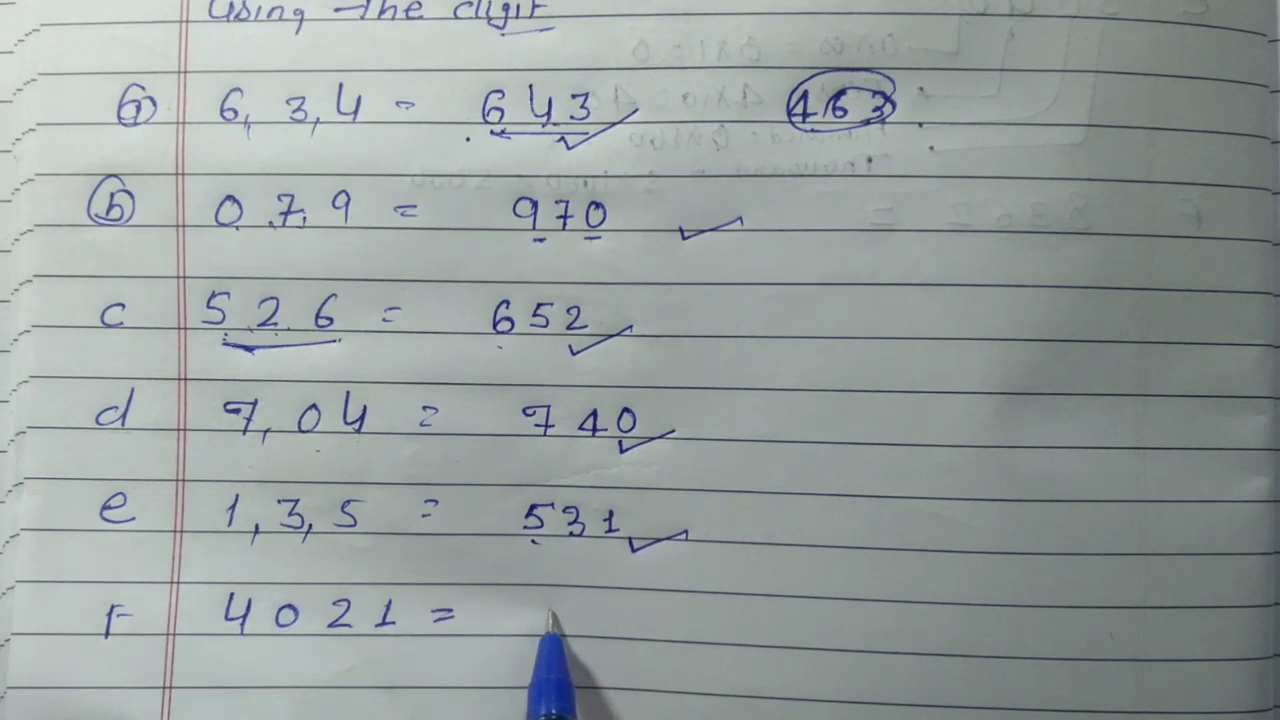 using the digit
a 6, 3, 4 = 643 463
b 0 7, 9 = 970
c 5 2 6 = 652
d 7, 0 4 = 740
e 1, 3, 5 = 531
F 4 0 2 1 =